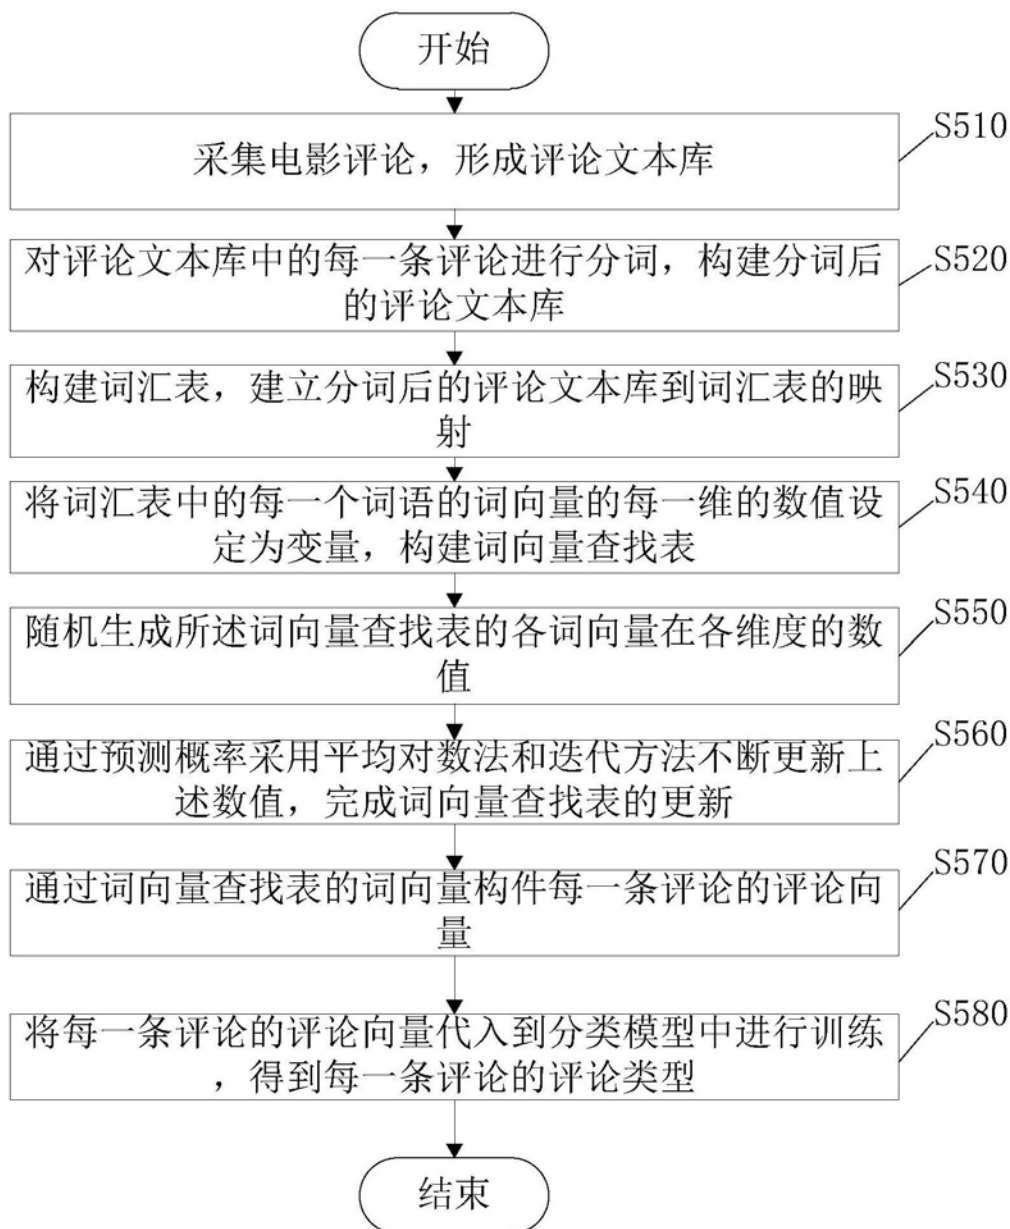 开始
S510
采集电影评论，形成评论文本库
S520
对评论文本库中的每一条评论进行分词，构建分词后
的评论文本库
S530
构建词汇表，建立分词后的评论文本库到词汇表的映
射
S540
将词汇表中的每一个词语的词向量的每一维的数值设
定为变量，构建词向量查找表
S550
随机生成所述词向量查找表的各词向量在各维度的数
值
S560
通过预测概率采用平均对数法和迭代方法不断更新上
述数值，完成词向量查找表的更新
S570
通过词向量查找表的词向量构件每一条评论的评论向
量
S580
将每一条评论的评论向量代入到分类模型中进行训练
，得到每一条评论的评论类型
结束